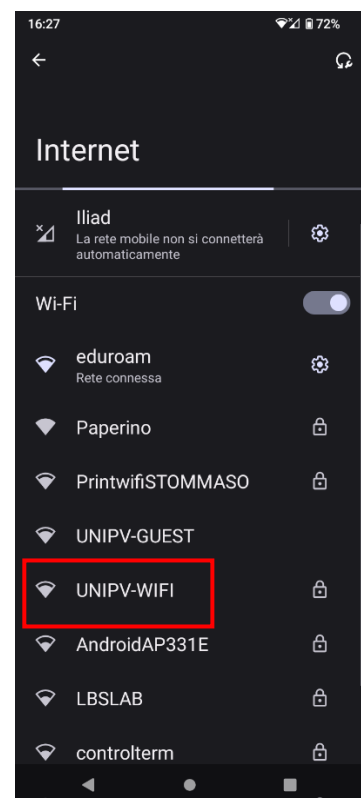 16:27
72%
Internet
Iliad
La rete mobile non si connetterà
automaticamente
Wi-Fi
eduroam
Rete connessa
Paperino
PrintwifiSTOMMASO
UNIPV-GUEST
UNIPV-WIFI
AndroidAP331E
LBSLAB
controlterm